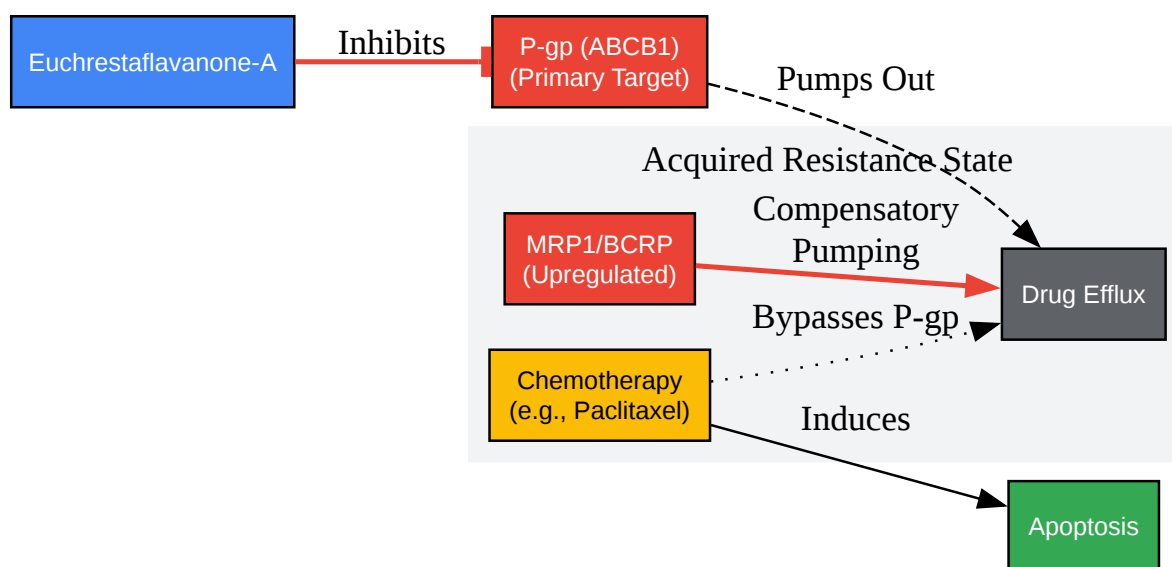 Euchrestaflavanone-A
Inhibits
P-gp (ABCB1)
(Primary Target)
Pumps Out
Acquired Resistance State
MRP1/BCRP
(Upregulated)
Compensatory
Pumping
Drug Efflux
Bypasses P-gp
Chemotherapy
(e.g., Paclitaxel)
Induces
Apoptosis